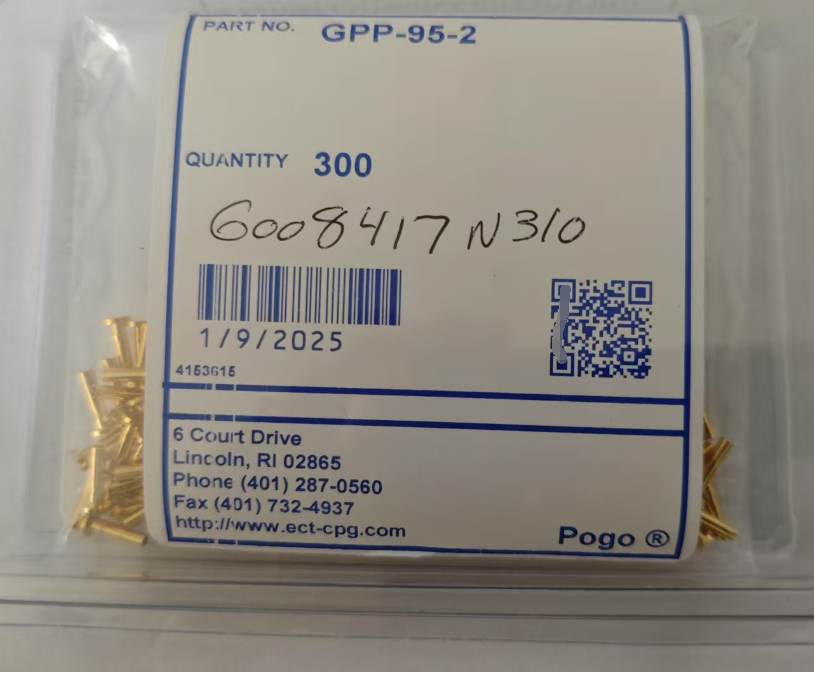 PART NO. GPP-95-2
QUANTITY 300
6008417N310
1/9/2025
4153615
6 Court Drive
Lincoln, RI 02865
Phone (401) 287-0560
Fax (401) 732-4937
http://www.ect-cpg.com
Pogo ®